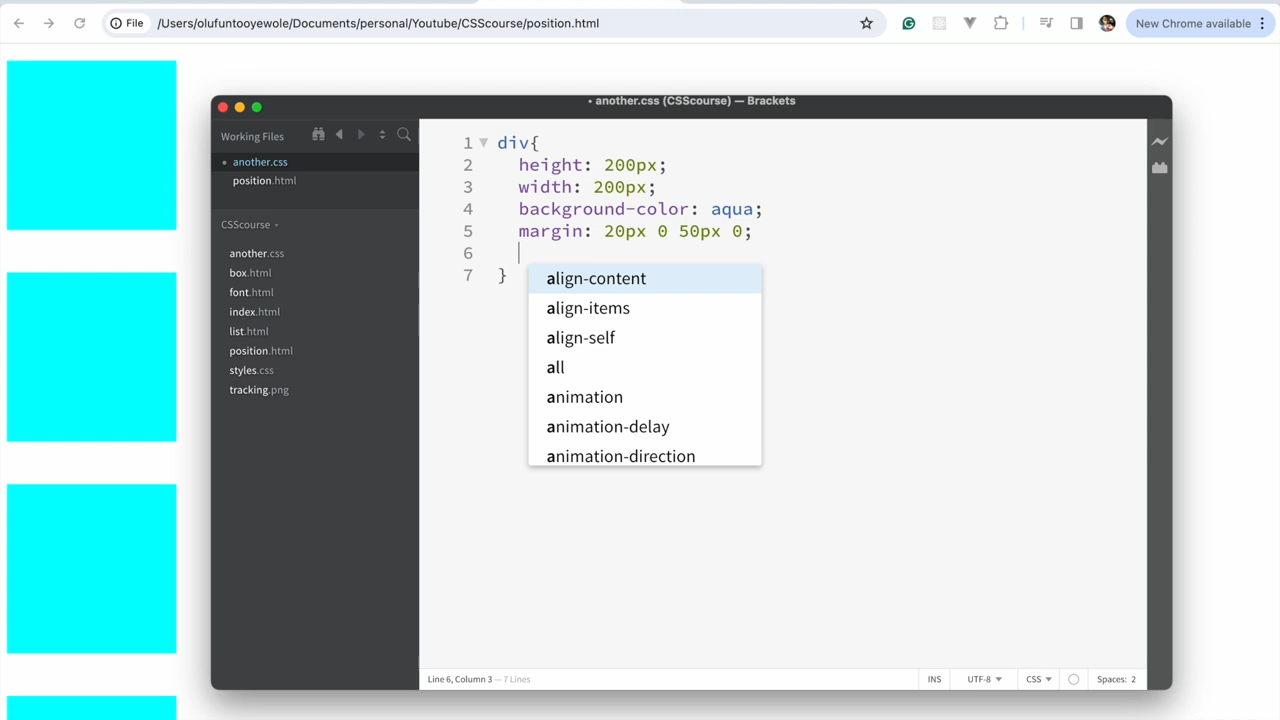 File
/Users/olufuntooyewole/Documents/personal/Youtube/CSScourse/position.html
New Chrome available
• another.css (CSScourse) — Brackets
Working Files
• another.css
position.html
CSScourse
another.css
box.html
font.html
index.html
list.html
position.html
styles.css
tracking.png
1 div{
2 height: 200px;
3 width: 200px;
4 background-color: aqua;
5 margin: 20px 0 50px 0;
6
7 }
align-content
align-items
align-self
all
animation
animation-delay
animation-direction
Line 6, Column 3 — 7 Lines
INS
UTF-8
CSS
Spaces: 2